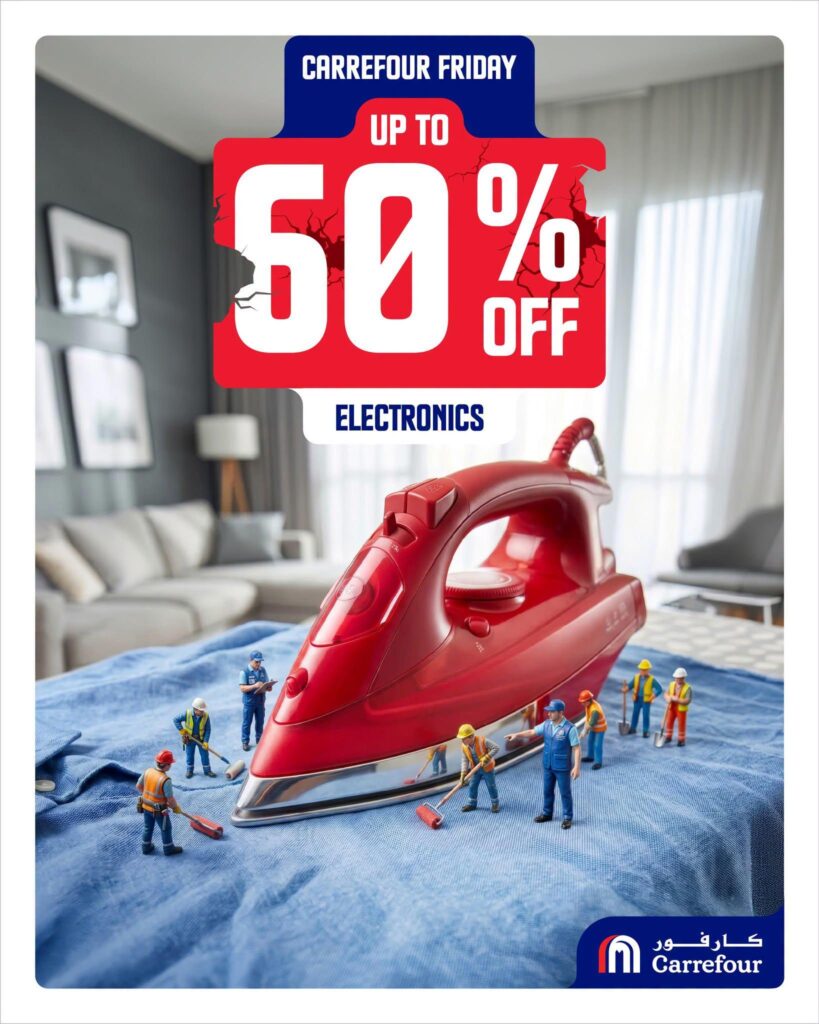 CARREFOUR FRIDAY
UP TO
60%
OFF
ELECTRONICS
كارفور
Carrefour